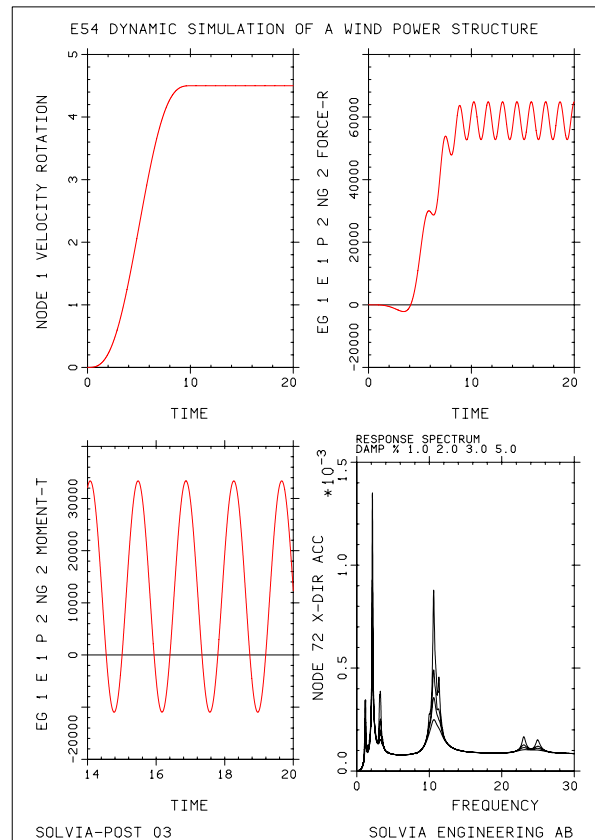 E54 DYNAMIC SIMULATION OF A WIND POWER STRUCTURE
NODE 1 VELOCITY ROTATION
5
4
3
2
1
0
0
20
TIME
EG 1 E 1 P 2 NG 2 FORCE-R
60000
40000
20000
0
-20000
0
20
TIME
EG 1 E 1 P 2 NG 2 MOMENT-T
30000
20000
10000
0
-20000
14
16
18
20
TIME
RESPONSE SPECTRUM
DAMP % 1.0 2.0 3.0 5.0
*10-3
NODE 72 X-DIR ACC
1.5
1.0
0.5
0.0
0
10
20
30
FREQUENCY
SOLVIA-POST 03
SOLVIA ENGINEERING AB